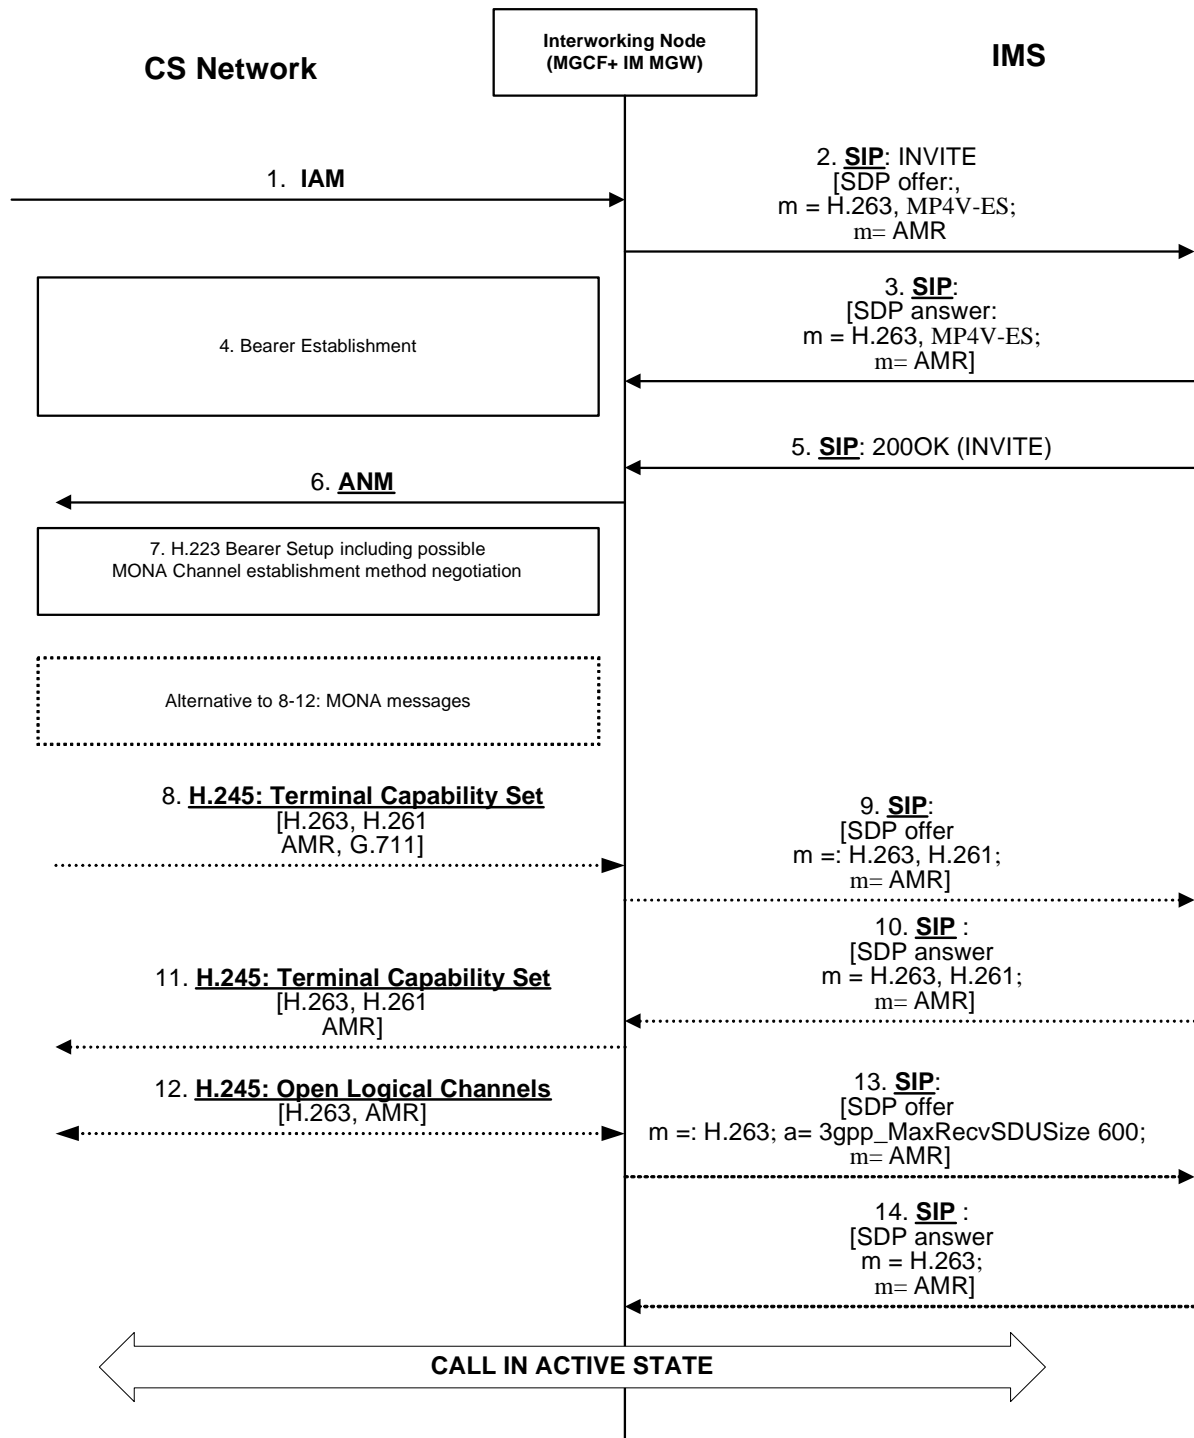 Interworking Node
(MGCF+ IM MGW)
CS Network
IMS
1. IAM
2. SIP: INVITE
[SDP offer:,
m = H.263, MP4V-ES;
m= AMR
3. SIP:
[SDP answer:
m = H.263, MP4V-ES;
m= AMR]
4. Bearer Establishment
5. SIP: 200OK (INVITE)
6. ANM
7. H.223 Bearer Setup including possible
MONA Channel establishment method negotiation
Alternative to 8-12: MONA messages
8. H.245: Terminal Capability Set
[H.263, H.261
AMR, G.711]
9. SIP:
[SDP offer
m =: H.263, H.261;
m= AMR]
10. SIP :
[SDP answer
m = H.263, H.261;
m= AMR]
11. H.245: Terminal Capability Set
[H.263, H.261
AMR]
12. H.245: Open Logical Channels
[H.263, AMR]
13. SIP:
[SDP offer
m =: H.263; a= 3gpp_MaxRecvSDUSize 600;
m= AMR]
14. SIP :
[SDP answer
m = H.263;
m= AMR]
CALL IN ACTIVE STATE